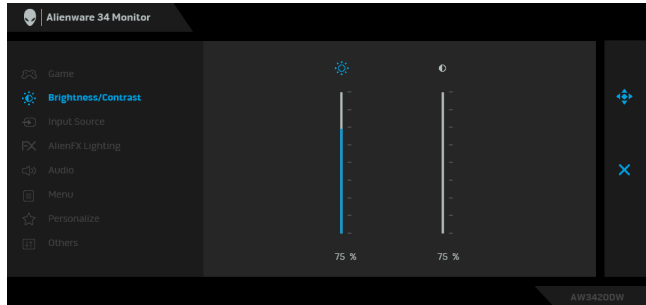 Alienware 34 Monitor
Game
Brightness/Contrast
Input Source
AlienFX Lighting
Audio
Menu
Personalize
Others
75 % 75 %
AW3420DW